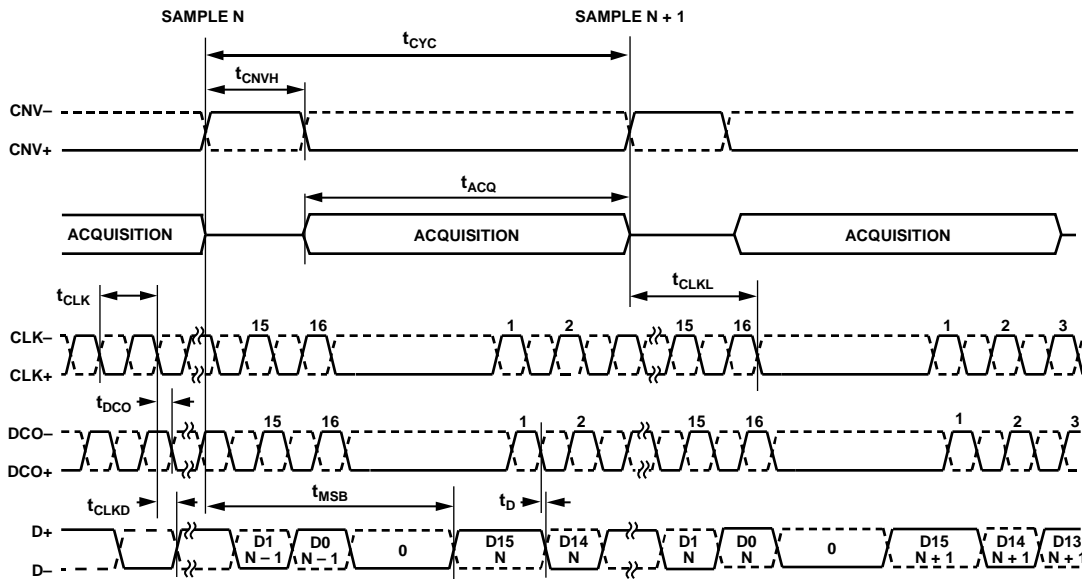 SAMPLE N SAMPLE N + 1
tCYC
tCNVH
CNV–
CNV+
tACQ
ACQUISITION ACQUISITION ACQUISITION
tCLK tCLKL
15 16 1 2 15 16 1 2 3
CLK–
CLK+
tDCO
15 16 1 2 15 16 1 2 3
DCO–
DCO+
tCLKD tMSB tD
D+
D1 N – 1 D0 N – 1 0 D15 N D14 N D1 N D0 N 0 D15 N + 1 D14 N + 1 D13 N + 1
D–